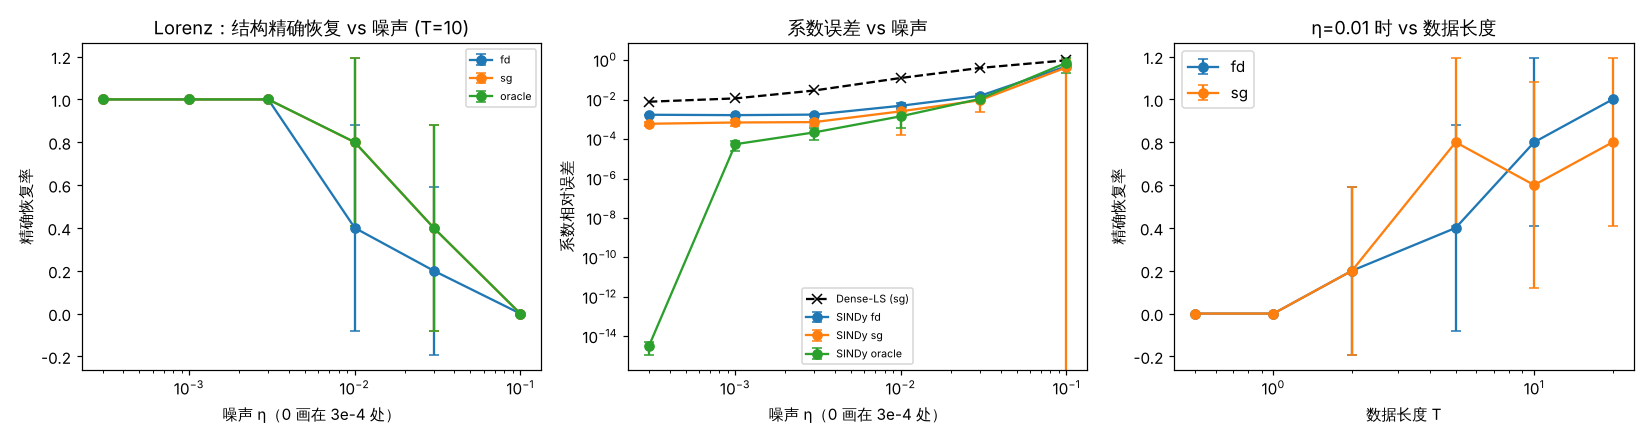 Lorenz：结构精确恢复 vs 噪声 (T=10)
fd
sg
oracle
精确恢复率
1.2
1.0
0.8
0.6
0.4
0.2
0.0
-0.2
10⁻³
10⁻²
10⁻¹
噪声 η（0 画在 3e-4 处）
系数误差 vs 噪声
系数相对误差
10⁰
10⁻²
10⁻⁴
10⁻⁶
10⁻⁸
10⁻¹⁰
10⁻¹²
10⁻¹⁴
Dense-LS (sg)
SINDy fd
SINDy sg
SINDy oracle
10⁻³
10⁻²
10⁻¹
噪声 η（0 画在 3e-4 处）
η=0.01 时 vs 数据长度
fd
sg
精确恢复率
1.2
1.0
0.8
0.6
0.4
0.2
0.0
-0.2
10⁰
10¹
数据长度 T